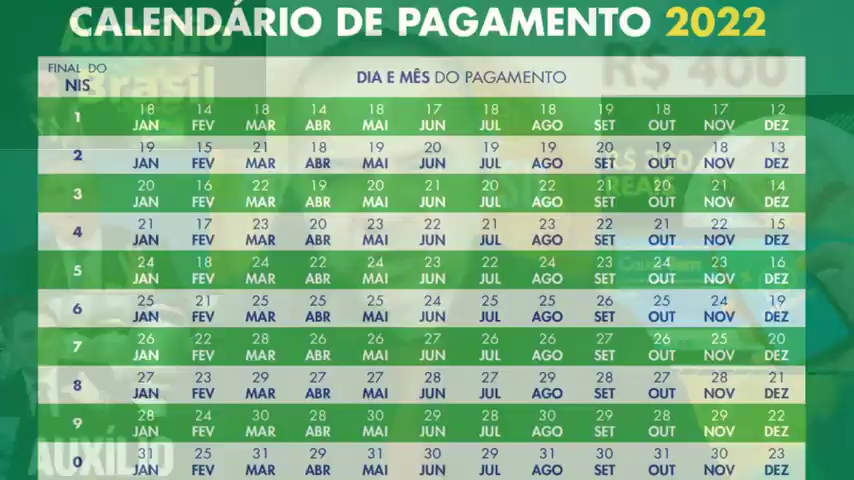 CALENDÁRIO DE PAGAMENTO 2022
Auxílio
Brasil
R$ 400
FINAL DO
NIS
DIA E MÊS DO PAGAMENTO
18 14 18 14 18 17 18 18 19 18 17 12
1
JAN FEV MAR ABR MAI JUN JUL AGO SET OUT NOV DEZ
19 15 21 18 19 20 19 19 20 19 18 13
2
JAN FEV MAR ABR MAI JUN JUL AGO SET OUT NOV DEZ
20 16 22 19 20 21 20 22 21 20 21 14
3
JAN FEV MAR ABR MAI JUN JUL AGO SET OUT NOV DEZ
REAIS
21 17 23 20 23 22 21 23 22 21 22 15
4
JAN FEV MAR ABR MAI JUN JUL AGO SET OUT NOV DEZ
24 18 24 22 24 23 22 24 23 24 23 16
5
JAN FEV MAR ABR MAI JUN JUL AGO SET OUT NOV DEZ
25 21 25 25 25 24 25 25 26 25 24 19
6
JAN FEV MAR ABR MAI JUN JUL AGO SET OUT NOV DEZ
26 22 28 26 26 27 26 26 27 26 25 20
7
JAN FEV MAR ABR MAI JUN JUL AGO SET OUT NOV DEZ
27 23 29 27 27 28 27 29 28 27 28 21
8
JAN FEV MAR ABR MAI JUN JUL AGO SET OUT NOV DEZ
28 24 30 28 30 29 28 30 29 28 29 22
9
JAN FEV MAR ABR MAI JUN JUL AGO SET OUT NOV DEZ
31 25 31 29 31 30 29 31 30 31 30 23
0
JAN FEV MAR ABR MAI JUN JUL AGO SET OUT NOV DEZ
AUXÍLIO